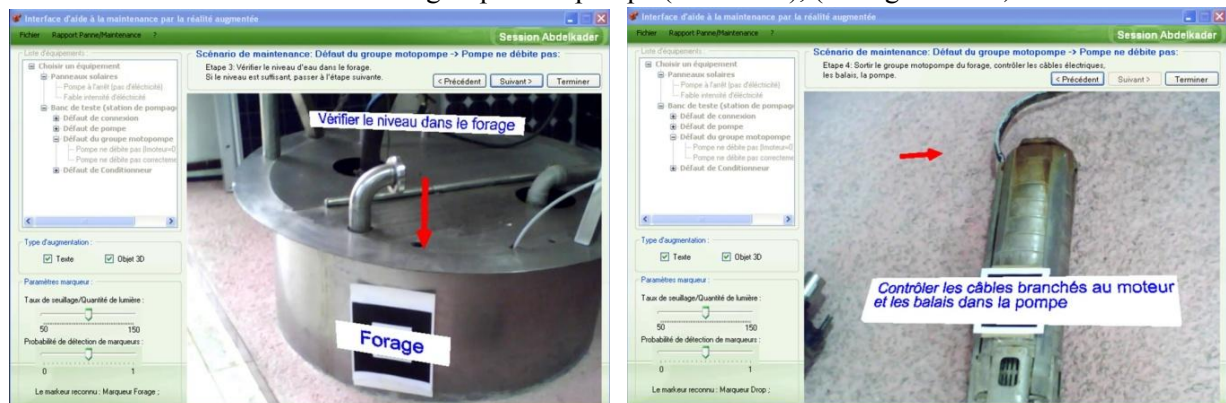 Interface d'aide à la maintenance par la réalité augmentée
Fichier Rapport Panne/Maintenance ?
Session Abdelkader
Liste d'équipements :
Choisir un équipement
Panneaux solaires
Pompe à l'arrêt (pas d'élécticité)
Faible intensité d'éléctricité
Banc de teste (station de pompag
Défaut de connexion
Défaut de pompe
Défaut du groupe motopompe
Pompe ne débite pas (Imoteur=0
Pompe ne débite pas correcteme
Défaut de Conditionneur
Type d'augmentation :
Texte Objet 3D
Paramètres marqueur :
Taux de seuillage/Quantité de lumière :
50 150
Probabilité de détection de marqueurs :
0 1
Le markeur reconnu : Marqueur Forage ;
Scénario de maintenance: Défaut du groupe motopompe -> Pompe ne débite pas:
Etape 3: Vérifier le niveau d'eau dans le forage.
Si le niveau est suffisant, passer à l'étape suivante.
< Précédent Suivant > Terminer
Vérifier le niveau dans le forage
Forage
Interface d'aide à la maintenance par la réalité augmentée
Fichier Rapport Panne/Maintenance ?
Session Abdelkader
Liste d'équipements :
Choisir un équipement
Panneaux solaires
Pompe à l'arrêt (pas d'élécticité)
Faible intensité d'éléctricité
Banc de teste (station de pompag
Défaut de connexion
Défaut de pompe
Défaut du groupe motopompe
Pompe ne débite pas (Imoteur=0
Pompe ne débite pas correcteme
Défaut de Conditionneur
Type d'augmentation :
Texte Objet 3D
Paramètres marqueur :
Taux de seuillage/Quantité de lumière :
50 150
Probabilité de détection de marqueurs :
0 1
Le markeur reconnu : Marqueur Drop ;
Scénario de maintenance: Défaut du groupe motopompe -> Pompe ne débite pas:
Etape 4: Sortir le groupe motopompe du forage, contrôler les câbles électriques,
les balais, la pompe.
< Précédent Suivant > Terminer
Contrôler les câbles branchés au moteur
et les balais dans la pompe